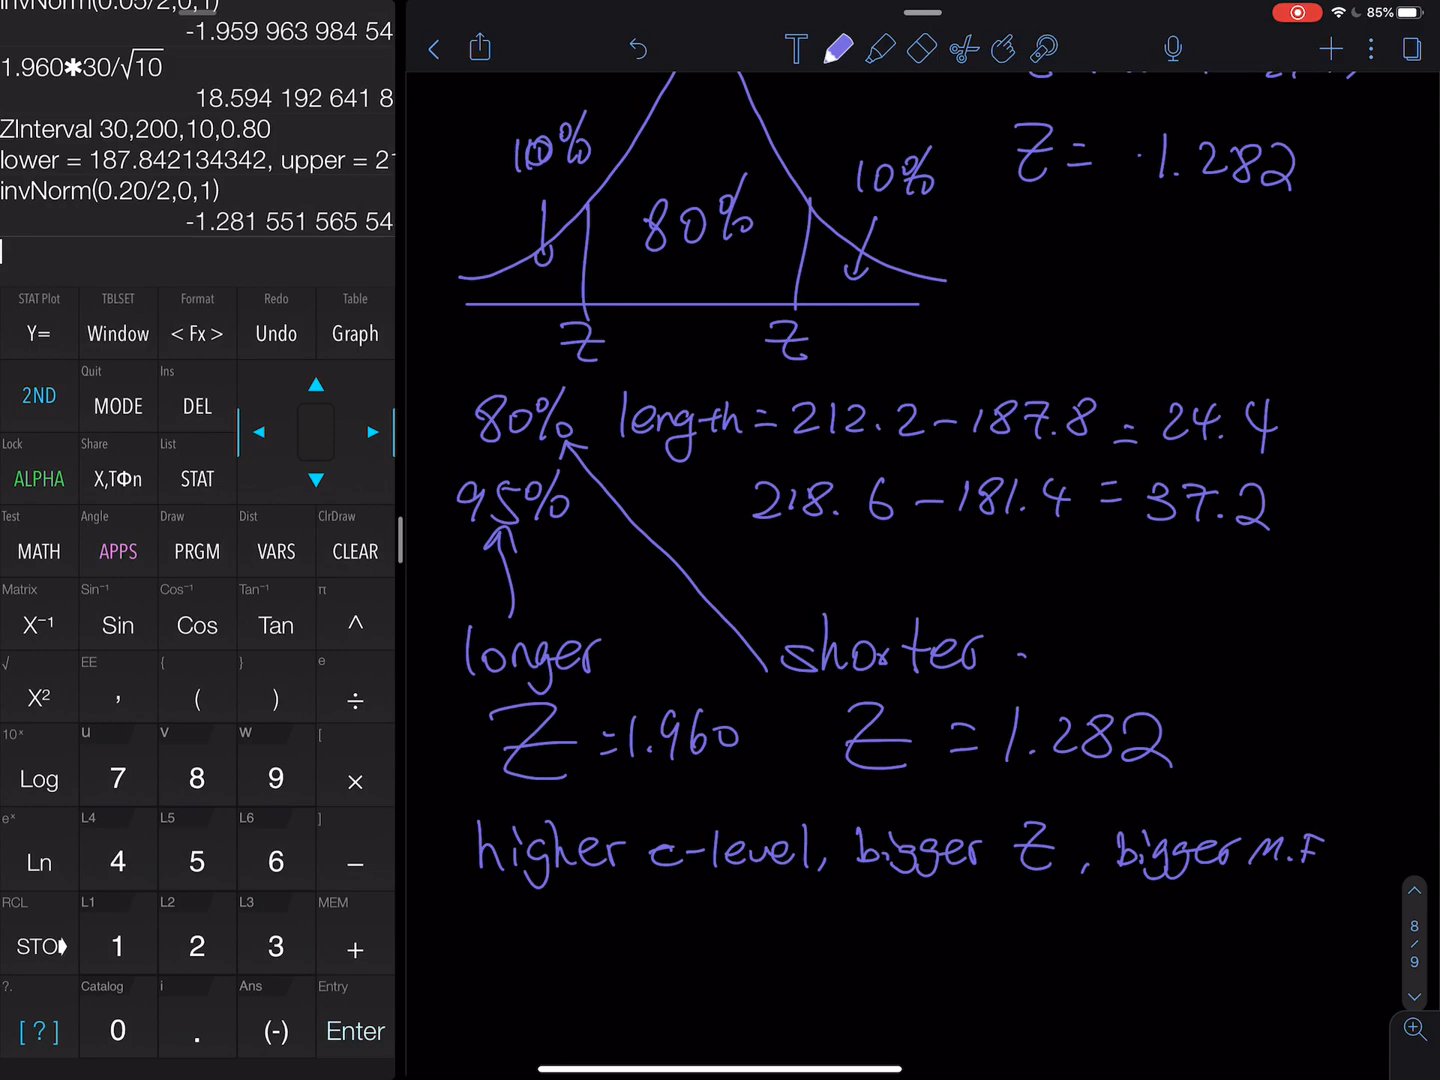 invNorm(0.05/2,0,1)
-1.959 963 984 54
1.960✱30/√10
18.594 192 641 8
ZInterval 30,200,10,0.80
lower = 187.842134342, upper = 21
invNorm(0.20/2,0,1)
-1.281 551 565 54
STAT Plot TBLSET Format Redo Table
Y= Window < Fx > Undo Graph
Quit Ins
2ND MODE DEL
Lock Share List
ALPHA X,TΦn STAT
Test Angle Draw Dist ClrDraw
MATH APPS PRGM VARS CLEAR
Matrix Sin⁻¹ Cos⁻¹ Tan⁻¹ π
X⁻¹ Sin Cos Tan ^
√ EE { } e
X² , ( ) ÷
10ˣ u v w [
Log 7 8 9 ×
eˣ L4 L5 L6 ]
Ln 4 5 6 −
RCL L1 L2 L3 MEM
STO 1 2 3 +
?. Catalog i Ans Entry
[ ? ] 0 . (-) Enter
85%
T
10%
80%
10%
Z = -1.282
Z Z
80% length = 212.2 - 187.8 = 24.4
95% 218.6 - 181.4 = 37.2
longer shorter
Z = 1.960 Z = 1.282
higher c-level, bigger Z, bigger M.F
8
/
9